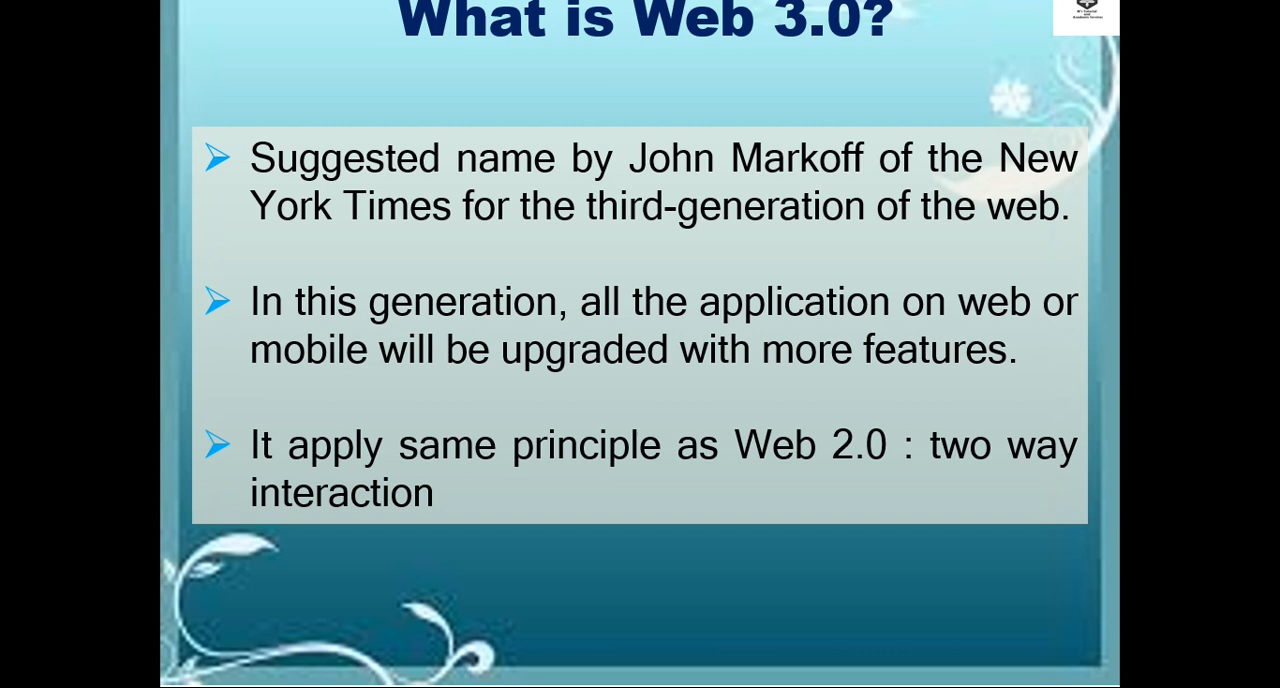 What is Web 3.0?
Suggested name by John Markoff of the New
York Times for the third-generation of the web.
In this generation, all the application on web or
mobile will be upgraded with more features.
It apply same principle as Web 2.0 : two way
interaction